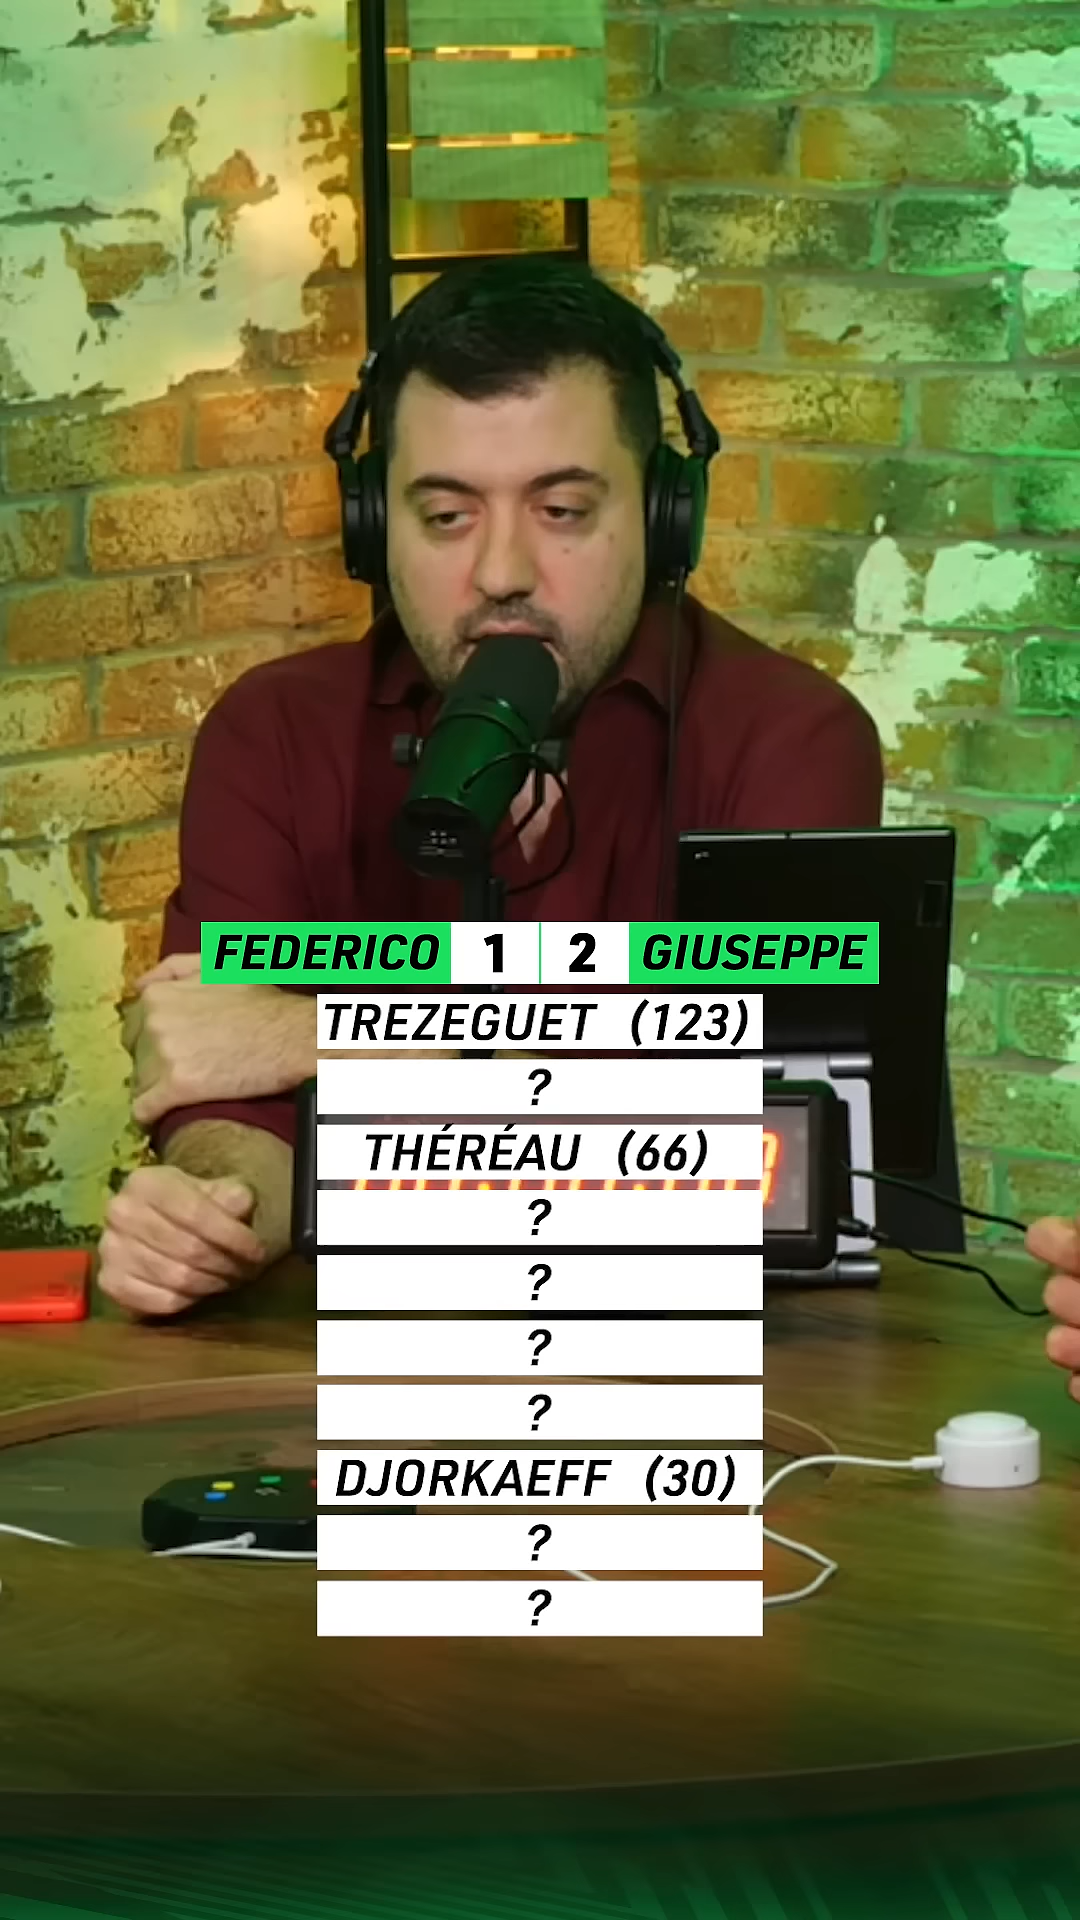 FEDERICO 1 2 GIUSEPPE
TREZEGUET (123)
?
THÉRÉAU (66)
?
?
?
?
DJORKAEFF (30)
?
?